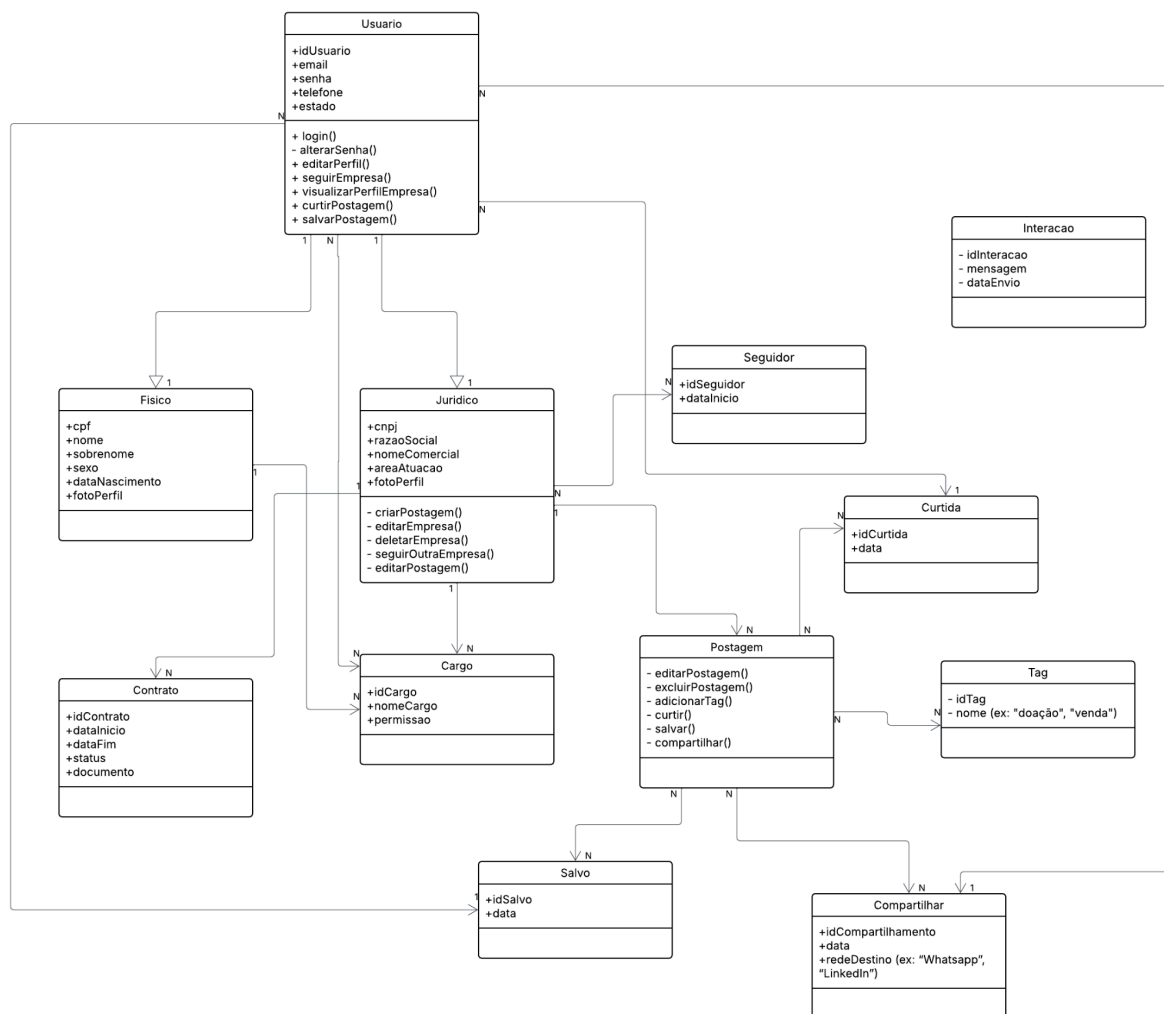 Usuario
+idUsuario
+email
+senha
+telefone
+estado
N
N
+ login()
- alterarSenha()
+ editarPerfil()
+ seguirEmpresa()
+ visualizarPerfilEmpresa()
+ curtirPostagem()
+ salvarPostagem()
N
1
N
1
Interacao
- idInteracao
- mensagem
- dataEnvio
Seguidor
+idSeguidor
+dataInicio
N
1
1
Fisico
+cpf
+nome
+sobrenome
+sexo
+dataNascimento
+fotoPerfil
1
Juridico
+cnpj
+razaoSocial
+nomeComercial
+areaAtuacao
+fotoPerfil
1
N
1
- criarPostagem()
- editarEmpresa()
- deletarEmpresa()
- seguirOutraEmpresa()
- editarPostagem()
1
1
Curtida
+idCurtida
+data
N
N
N
Postagem
- editarPostagem()
- excluirPostagem()
- adicionarTag()
- curtir()
- salvar()
- compartilhar()
N
N
N
N
Cargo
+idCargo
+nomeCargo
+permissao
N
N
N
Contrato
+idContrato
+dataInicio
+dataFim
+status
+documento
Tag
- idTag
- nome (ex: "doação", "venda")
N
N
Salvo
+idSalvo
+data
1
N
1
Compartilhar
+idCompartilhamento
+data
+redeDestino (ex: “Whatsapp”,
“LinkedIn”)